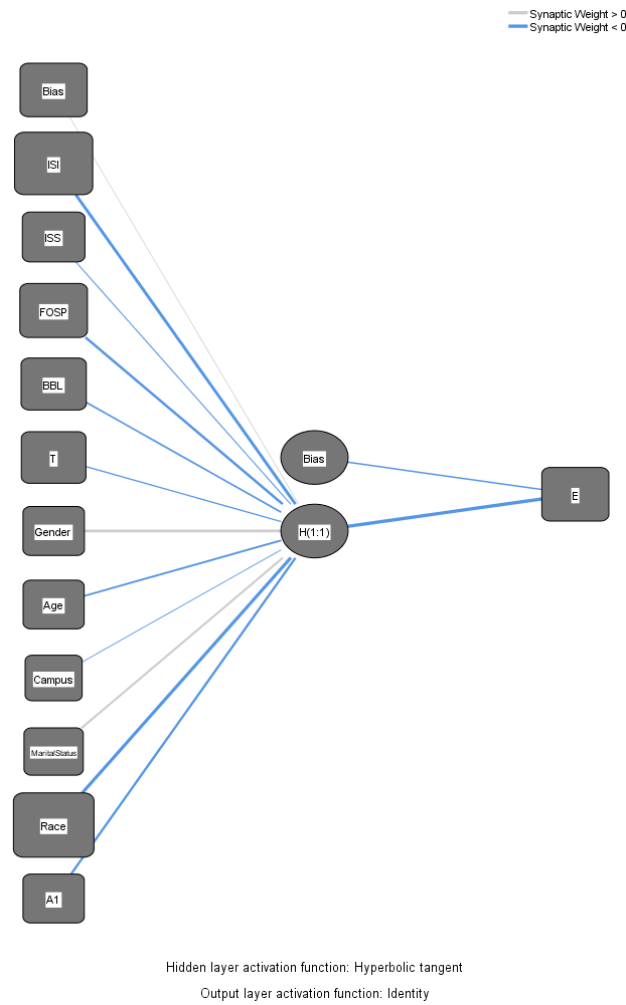 Synaptic Weight > 0
Synaptic Weight < 0
Bias
ISI
ISS
FOSP
BBL
T
Gender
Age
Campus
MaritalStatus
Race
A1
Bias
H(1:1)
E
Hidden layer activation function: Hyperbolic tangent
Output layer activation function: Identity